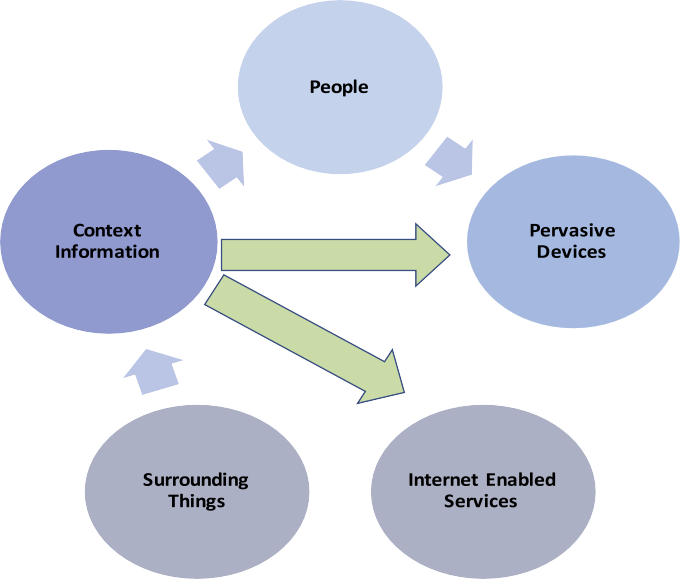 People
Context
Information
Pervasive
Devices
Surrounding
Things
Internet Enabled
Services